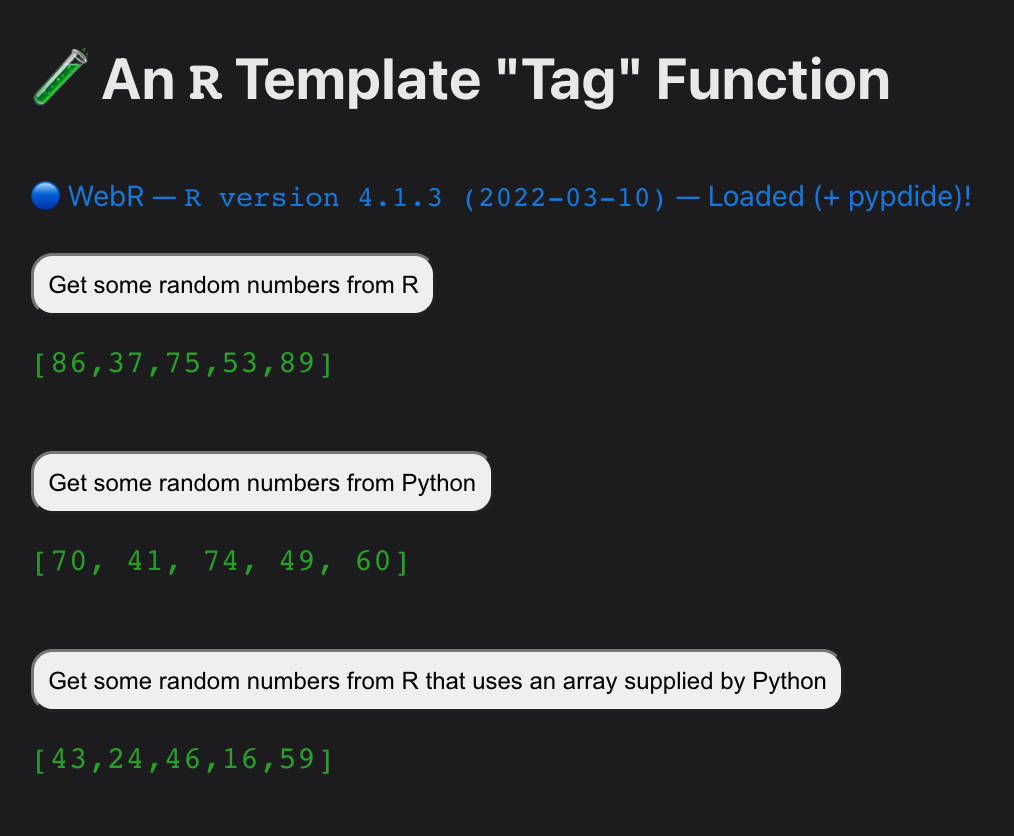 🧪 An R Template "Tag" Function
🔵 WebR — R version 4.1.3 (2022-03-10) — Loaded (+ pypdide)!
Get some random numbers from R
[86,37,75,53,89]
Get some random numbers from Python
[70, 41, 74, 49, 60]
Get some random numbers from R that uses an array supplied by Python
[43,24,46,16,59]